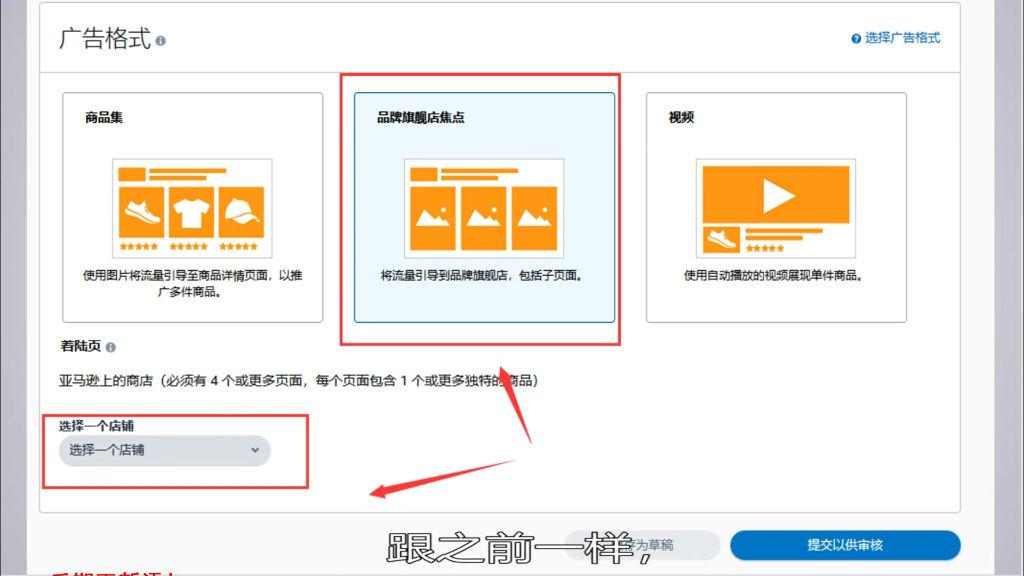 广告格式
选择广告格式
商品集
使用图片将流量引导至商品详情页面，以推
广多件商品。
品牌旗舰店焦点
将流量引导到品牌旗舰店，包括子页面。
视频
使用自动播放的视频展现单件商品。
着陆页
亚马逊上的商店（必须有 4 个或更多页面，每个页面包含 1 个或更多独特的商品）
选择一个店铺
选择一个店铺
为草稿
提交以供审核
跟之前一样，